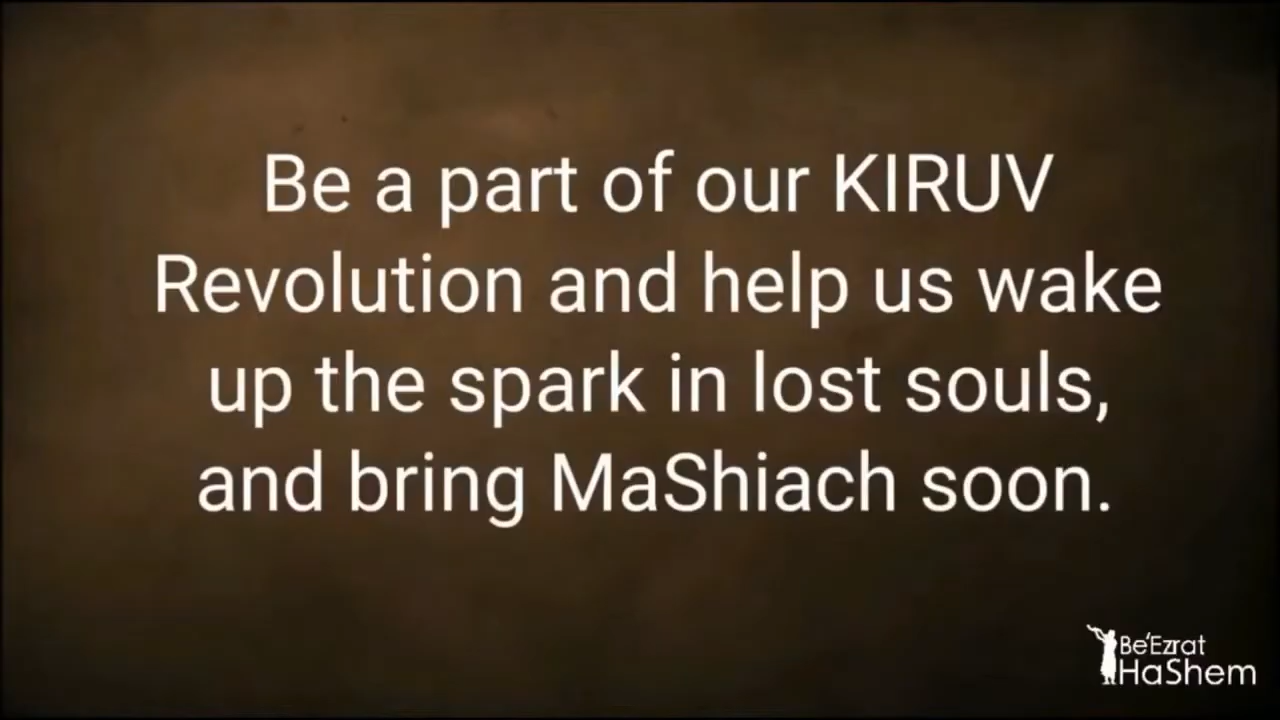 Be a part of our KIRUV
Revolution and help us wake
up the spark in lost souls,
and bring MaShiach soon.
Be'Ezrat
HaShem